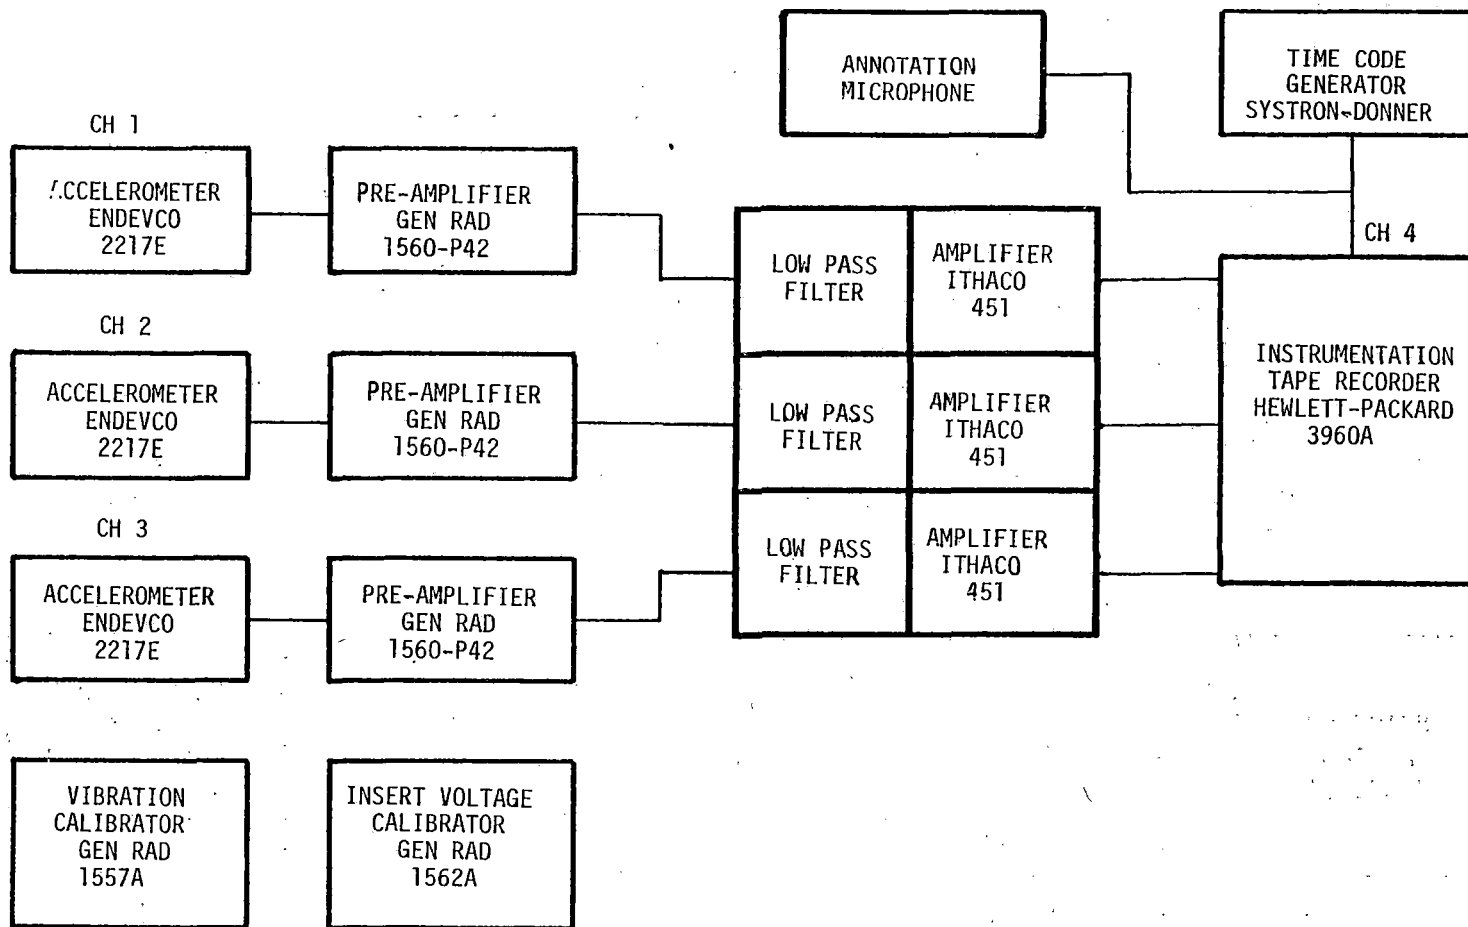 ANNOTATION
MICROPHONE
TIME CODE
GENERATOR
SYSTRON-DONNER
CH 1
ACCELEROMETER
ENDEVCO
2217E
PRE-AMPLIFIER
GEN RAD
1560-P42
LOW PASS
FILTER
AMPLIFIER
ITHACO
451
CH 4
INSTRUMENTATION
TAPE RECORDER
HEWLETT-PACKARD
3960A
CH 2
ACCELEROMETER
ENDEVCO
2217E
PRE-AMPLIFIER
GEN RAD
1560-P42
LOW PASS
FILTER
AMPLIFIER
ITHACO
451
CH 3
ACCELEROMETER
ENDEVCO
2217E
PRE-AMPLIFIER
GEN RAD
1560-P42
LOW PASS
FILTER
AMPLIFIER
ITHACO
451
VIBRATION
CALIBRATOR
GEN RAD
1557A
INSERT VOLTAGE
CALIBRATOR
GEN RAD
1562A